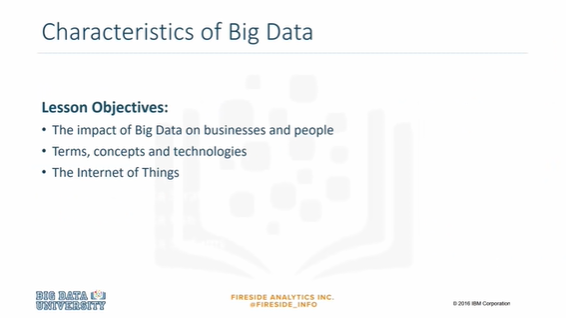 Characteristics of Big Data
Lesson Objectives:
• The impact of Big Data on businesses and people
• Terms, concepts and technologies
• The Internet of Things
BIG DATA
UNIVERSITY
FIRESIDE ANALYTICS INC.
@FIRESIDE_INFO
© 2016 IBM Corporation